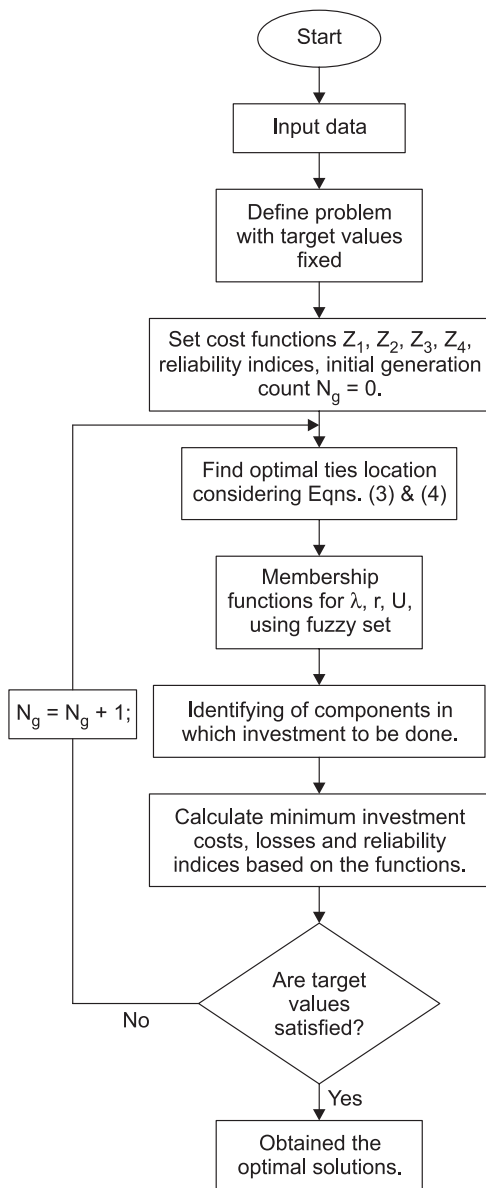 Start
Input data
Define problem
with target values
fixed
Set cost functions Z₁, Z₂, Z₃, Z₄,
reliability indices, initial generation
count N_g = 0.
Find optimal ties location
considering Eqns. (3) & (4)
Membership
functions for λ, r, U,
using fuzzy set
N_g = N_g + 1;
Identifying of components in
which investment to be done.
Calculate minimum investment
costs, losses and reliability
indices based on the functions.
Are target
values
satisfied?
No
Yes
Obtained the
optimal solutions.